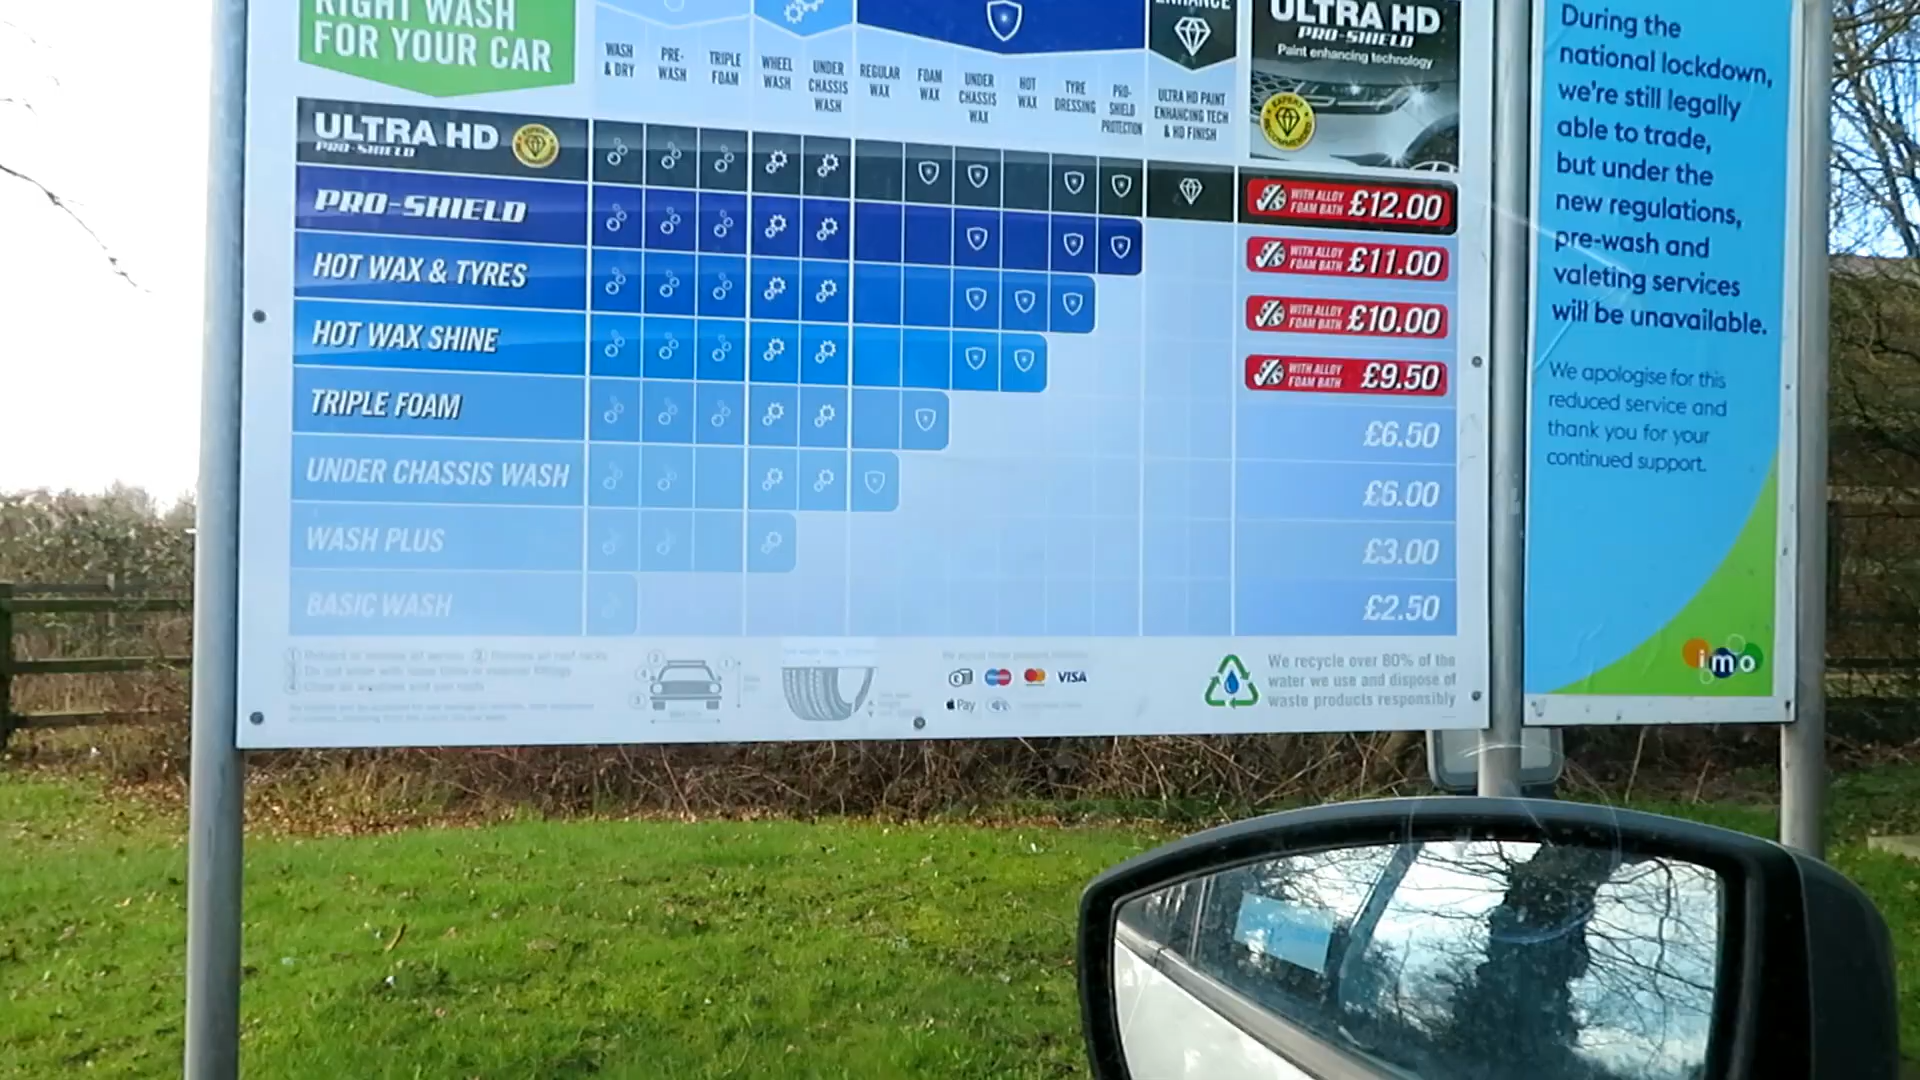 RIGHT WASH
FOR YOUR CAR
WASH
& DRY
PRE-
WASH
TRIPLE
FOAM
WHEEL
WASH
UNDER
CHASSIS
WASH
REGULAR
WAX
FOAM
WAX
UNDER
CHASSIS
WAX
HOT
WAX
TYRE
DRESSING
PRO-
SHIELD
PROTECTION
ENHANCE
ULTRA HD PAINT
ENHANCING TECH
& HD FINISH
ULTRA HD
PRO-SHIELD
Paint enhancing technology
EXPERT
RECOMMENDED
ULTRA HD
PRO-SHIELD
WITH ALLOY
FOAM BATH £12.00
PRO-SHIELD
WITH ALLOY
FOAM BATH £11.00
HOT WAX & TYRES
WITH ALLOY
FOAM BATH £10.00
HOT WAX SHINE
WITH ALLOY
FOAM BATH £9.50
TRIPLE FOAM £6.50
UNDER CHASSIS WASH £6.00
WASH PLUS £3.00
BASIC WASH £2.50
VISA
Pay
We recycle over 80% of the
water we use and dispose of
waste products responsibly
During the
national lockdown,
we're still legally
able to trade,
but under the
new regulations,
pre-wash and
valeting services
will be unavailable.
We apologise for this
reduced service and
thank you for your
continued support.
imo